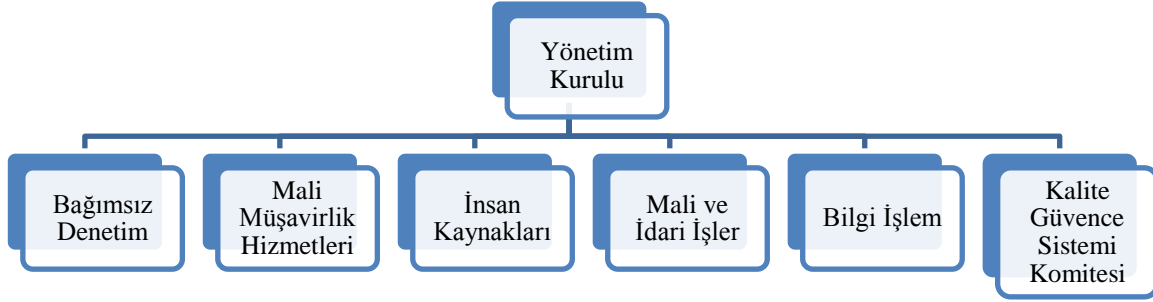 Yönetim
Kurulu
Bağımsız
Denetim
Mali
Müşavirlik
Hizmetleri
İnsan
Kaynakları
Mali ve
İdari İşler
Bilgi İşlem
Kalite
Güvence
Sistemi
Komitesi